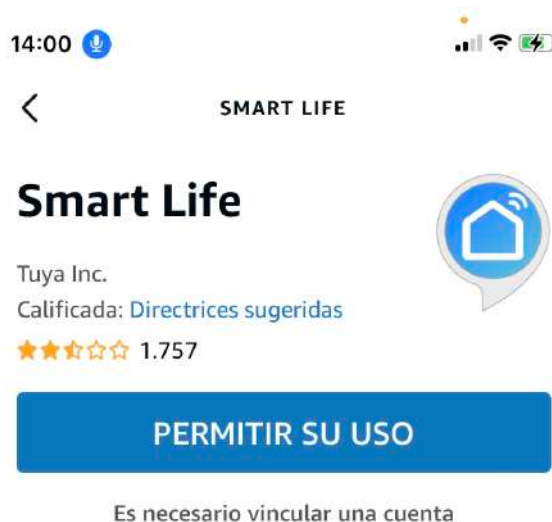 14:00
SMART LIFE
Smart Life
Tuya Inc.
Calificada: Directrices sugeridas
1.757
PERMITIR SU USO
Es necesario vincular una cuenta